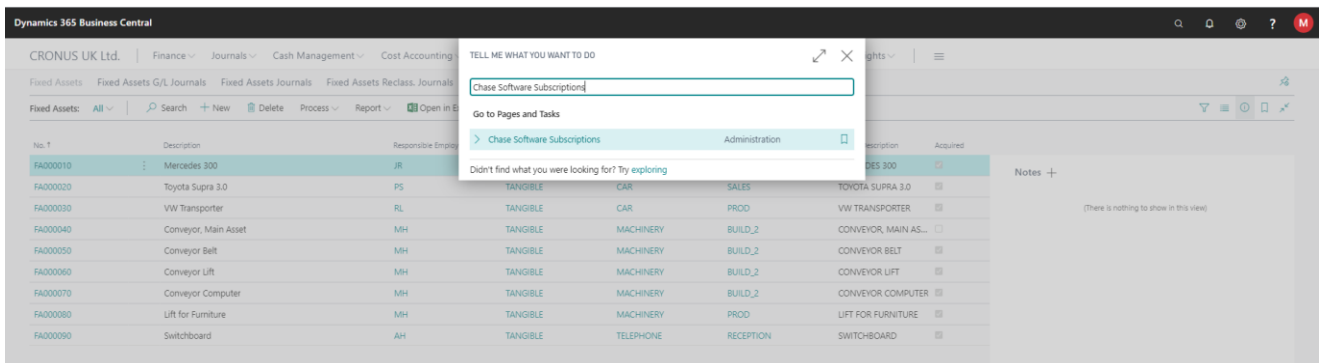 Dynamics 365 Business Central
? M
CRONUS UK Ltd. Finance Journals Cash Management Cost Accounting ghts
Fixed Assets Fixed Assets G/L Journals Fixed Assets Journals Fixed Assets Reclass. Journals
Fixed Assets: All Search + New Delete Process Report Open in E
TELL ME WHAT YOU WANT TO DO
Chase Software Subscriptions
Go to Pages and Tasks
Chase Software Subscriptions Administration
Didn't find what you were looking for? Try exploring
No. ↑ Description Responsible Employ escription Acquired
FA000010 Mercedes 300 JR DES 300
FA000020 Toyota Supra 3.0 PS TANGIBLE CAR SALES TOYOTA SUPRA 3.0
FA000030 VW Transporter RL TANGIBLE CAR PROD VW TRANSPORTER
FA000040 Conveyor, Main Asset MH TANGIBLE MACHINERY BUILD_2 CONVEYOR, MAIN AS...
FA000050 Conveyor Belt MH TANGIBLE MACHINERY BUILD_2 CONVEYOR BELT
FA000060 Conveyor Lift MH TANGIBLE MACHINERY BUILD_2 CONVEYOR LIFT
FA000070 Conveyor Computer MH TANGIBLE MACHINERY BUILD_2 CONVEYOR COMPUTER
FA000080 Lift for Furniture MH TANGIBLE MACHINERY PROD LIFT FOR FURNITURE
FA000090 Switchboard AH TANGIBLE TELEPHONE RECEPTION SWITCHBOARD
Notes +
(There is nothing to show in this view)